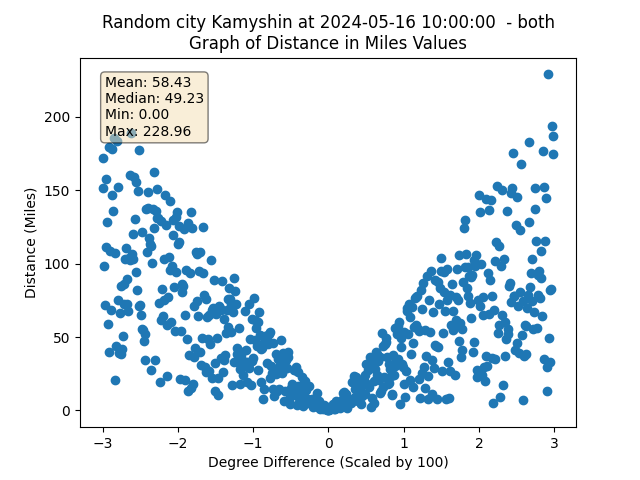 Random city Kamyshin at 2024-05-16 10:00:00  - both
Graph of Distance in Miles Values
Mean: 58.43
Median: 49.23
Min: 0.00
Max: 228.96
Distance (Miles)
200
150
100
50
0
−3 −2 −1 0 1 2 3
Degree Difference (Scaled by 100)